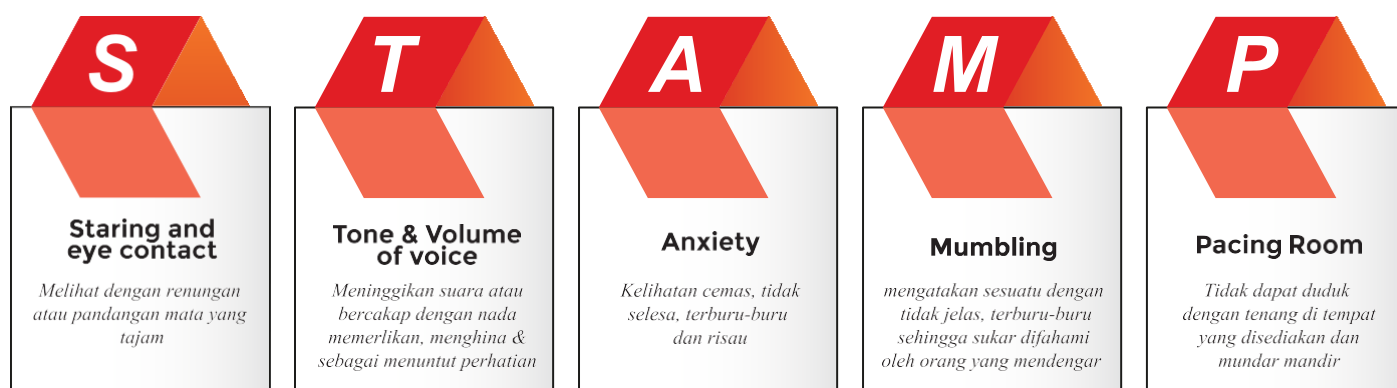 S
Staring and
eye contact
Melihat dengan renungan
atau pandangan mata yang
tajam
T
Tone & Volume
of voice
Meninggikan suara atau
bercakap dengan nada
memerlikan, menghina &
sebagai menuntut perhatian
A
Anxiety
Kelihatan cemas, tidak
selesa, terburu-buru
dan risau
M
Mumbling
mengatakan sesuatu dengan
tidak jelas, terburu-buru
sehingga sukar difahami
oleh orang yang mendengar
P
Pacing Room
Tidak dapat duduk
dengan tenang di tempat
yang disediakan dan
mundar mandir